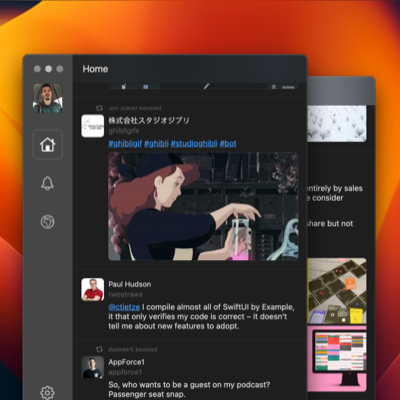 Home
Jon Juarez boosted
株式会社スタジオジブリ
ghibligifs
#ghibligif #ghibli #studioghibli #bot
ntirely by sales
e consider
share but not
Paul Hudson
twostraws
@ctietze I compile almost all of SwiftUI by Example,
it that only verifies my code is correct – it doesn't
tell me about new features to adopt.
AppForce1
appforce1
So, who wants to be a guest on my podcast?
Passenger seat snap.